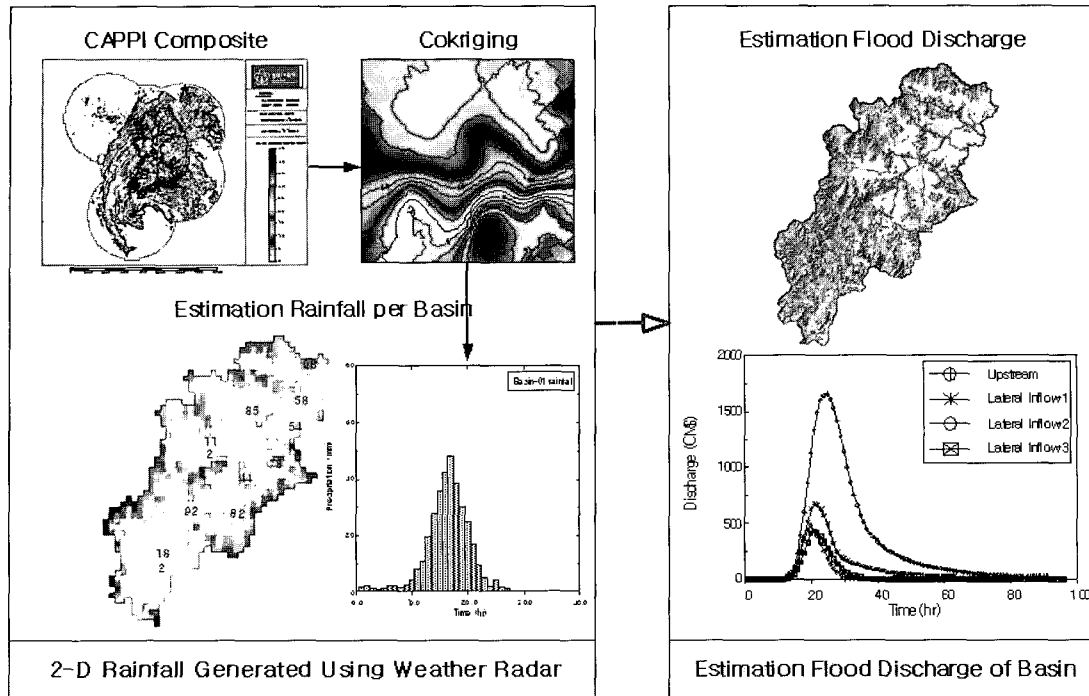 CAPPI Composite
Cokriging
Estimation Rainfall per Basin
85
58
54
11
2
44
92
82
18
2
Basin-01 rainfall
Time (hr)
2-D Rainfall Generated Using Weather Radar
Estimation Flood Discharge
2000
1500
1000
500
0
Discharge (CMS)
Upstream
Lateral Inflow1
Lateral Inflow2
Lateral Inflow3
0
20
40
60
80
100
Time (hr)
Estimation Flood Discharge of Basin